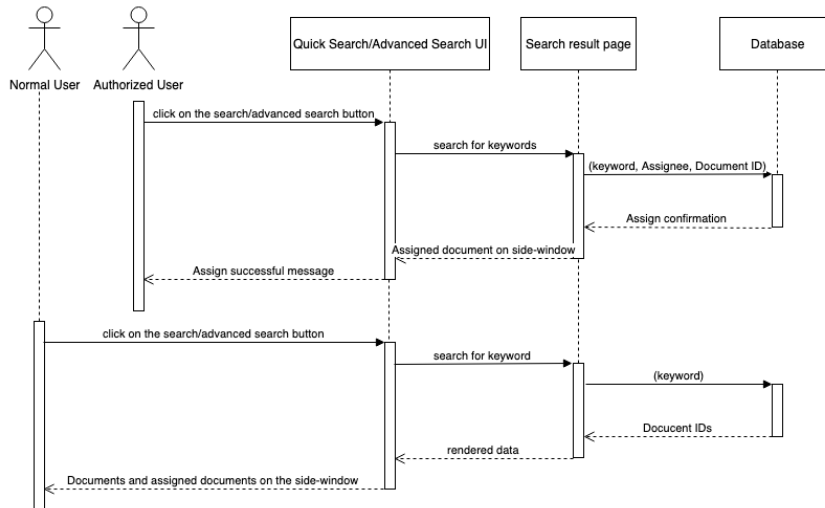 Quick Search/Advanced Search UI
Search result page
Database
Normal User
Authorized User
click on the search/advanced search button
search for keywords
(keyword, Assignee, Document ID)
Assign confirmation
Assigned document on side-window
Assign successful message
click on the search/advanced search button
search for keyword
(keyword)
Docucent IDs
rendered data
Documents and assigned documents on the side-window